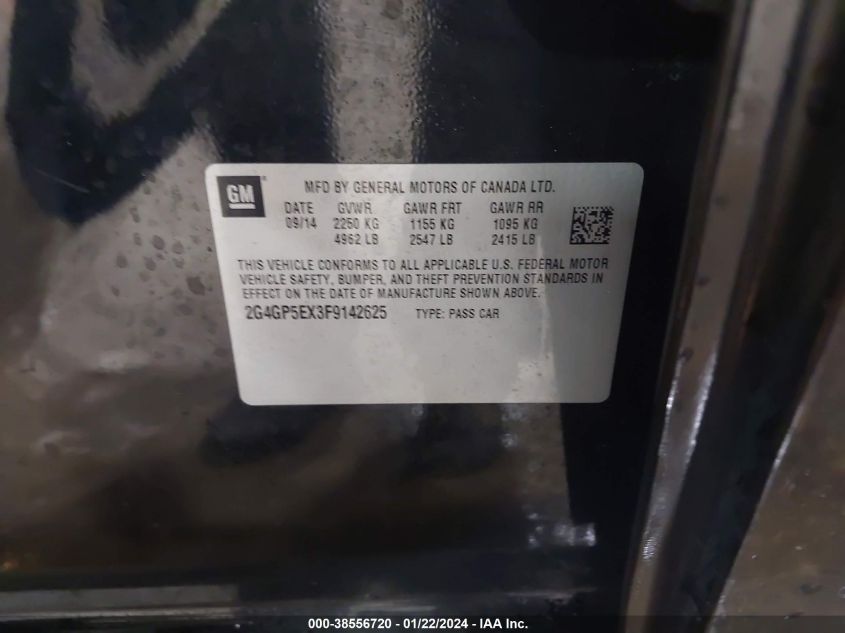 GM
MFD BY GENERAL MOTORS OF CANADA LTD.
DATE GVWR GAWR FRT GAWR RR
09/14 2250 KG 1155 KG 1095 KG
4962 LB 2547 LB 2415 LB
THIS VEHICLE CONFORMS TO ALL APPLICABLE U.S. FEDERAL MOTOR
VEHICLE SAFETY, BUMPER, AND THEFT PREVENTION STANDARDS IN
EFFECT ON THE DATE OF MANUFACTURE SHOWN ABOVE.
2G4GP5EX3F9142625 TYPE: PASS CAR
000-38556720 - 01/22/2024 - IAA Inc.